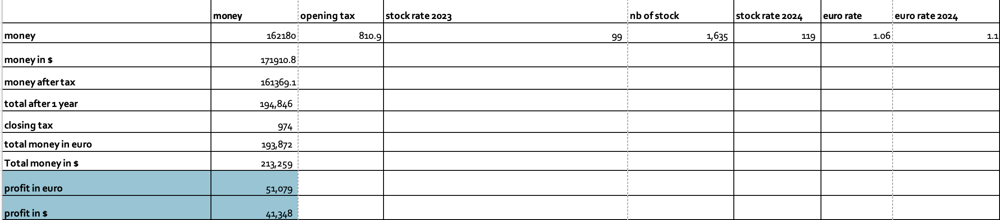 money opening tax stock rate 2023 nb of stock stock rate 2024 euro rate euro rate 2024
money 162180 810.9 99 1,635 119 1.06 1.1
money in $ 171910.8
money after tax 161369.1
total after 1 year 194,846
closing tax 974
total money in euro 193,872
Total money in $ 213,259
profit in euro 51,079
profit in $ 41,348